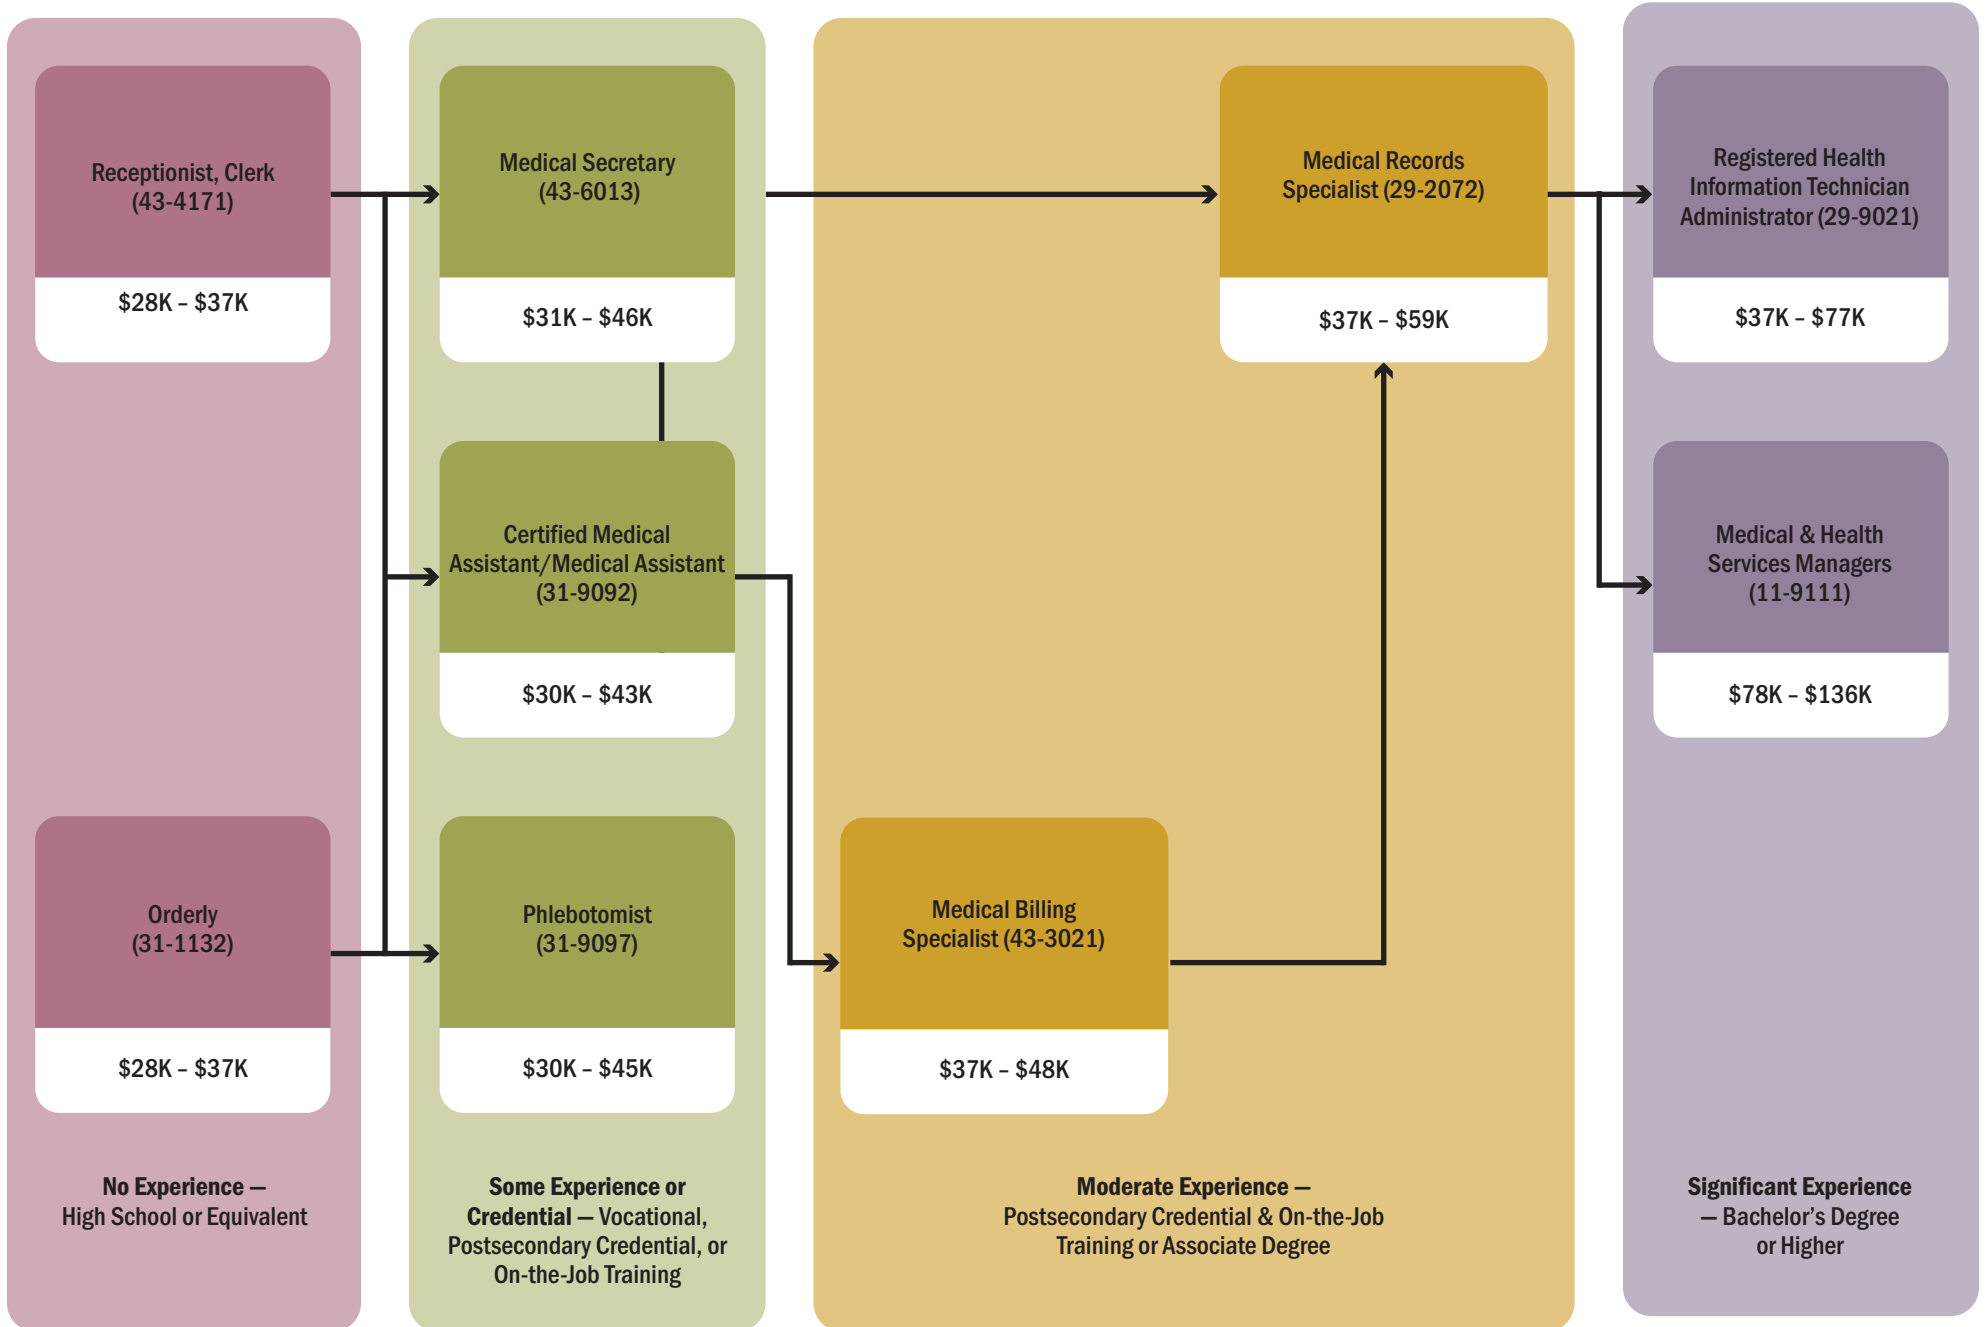 Receptionist, Clerk
(43-4171)
$28K – $37K
Orderly
(31-1132)
$28K – $37K
No Experience —
High School or Equivalent
Medical Secretary
(43-6013)
$31K – $46K
Certified Medical
Assistant/Medical Assistant
(31-9092)
$30K – $43K
Phlebotomist
(31-9097)
$30K – $45K
Some Experience or
Credential — Vocational,
Postsecondary Credential, or
On-the-Job Training
Medical Records
Specialist (29-2072)
$37K – $59K
Medical Billing
Specialist (43-3021)
$37K – $48K
Moderate Experience —
Postsecondary Credential & On-the-Job
Training or Associate Degree
Registered Health
Information Technician
Administrator (29-9021)
$37K – $77K
Medical & Health
Services Managers
(11-9111)
$78K – $136K
Significant Experience
— Bachelor’s Degree
or Higher